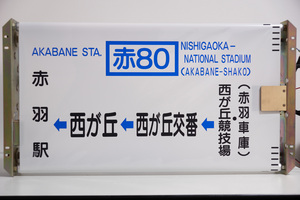 AKABANE STA.
赤80
NISHIGAOKA-
NATIONAL STADIUM
(AKABANE-SHAKO)
赤羽駅
←西が丘←西が丘交番←
西が丘競技場
(赤羽車庫)